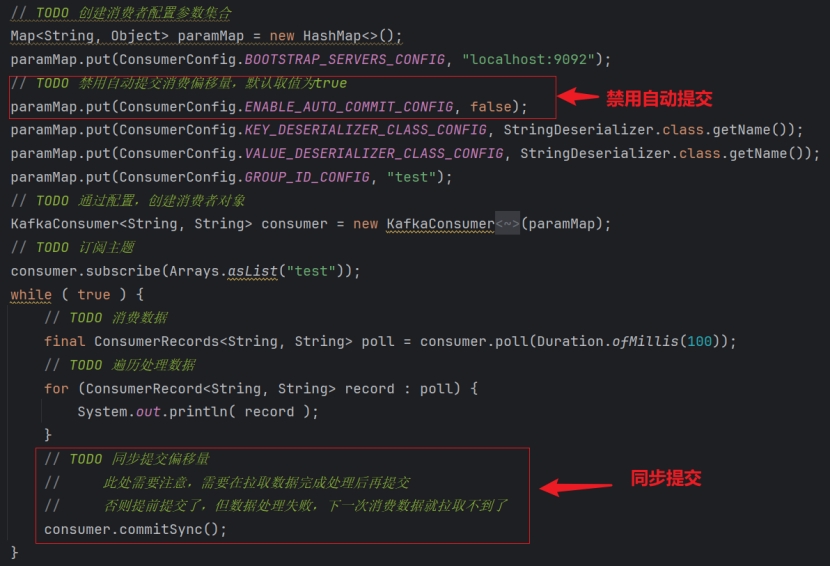 // TODO 创建消费者配置参数集合
Map<String, Object> paramMap = new HashMap<>();
paramMap.put(ConsumerConfig.BOOTSTRAP_SERVERS_CONFIG, "localhost:9092");
// TODO 禁用自动提交消费偏移量，默认取值为true
paramMap.put(ConsumerConfig.ENABLE_AUTO_COMMIT_CONFIG, false);
禁用自动提交
paramMap.put(ConsumerConfig.KEY_DESERIALIZER_CLASS_CONFIG, StringDeserializer.class.getName());
paramMap.put(ConsumerConfig.VALUE_DESERIALIZER_CLASS_CONFIG, StringDeserializer.class.getName());
paramMap.put(ConsumerConfig.GROUP_ID_CONFIG, "test");
// TODO 通过配置，创建消费者对象
KafkaConsumer<String, String> consumer = new KafkaConsumer<~>(paramMap);
// TODO 订阅主题
consumer.subscribe(Arrays.asList("test"));
while ( true ) {
// TODO 消费数据
final ConsumerRecords<String, String> poll = consumer.poll(Duration.ofMillis(100));
// TODO 遍历处理数据
for (ConsumerRecord<String, String> record : poll) {
System.out.println( record );
}
// TODO 同步提交偏移量
// 此处需要注意，需要在拉取数据完成处理后再提交
// 否则提前提交了，但数据处理失败，下一次消费数据就拉取不到了
consumer.commitSync();
同步提交
}